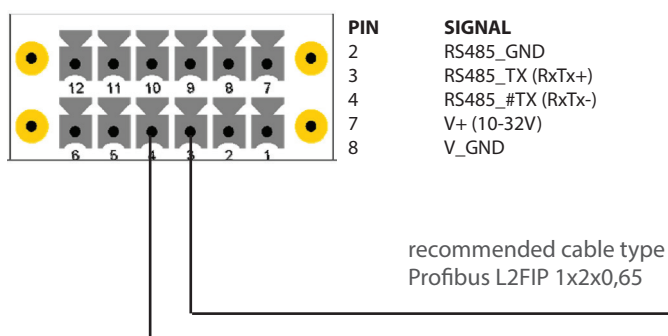 12 11 10 9 8 7
6 5 4 3 2 1
PIN SIGNAL
2 RS485_GND
3 RS485_TX (RxTx+)
4 RS485_#TX (RxTx-)
7 V+ (10-32V)
8 V_GND
recommended cable type
Profibus L2FIP 1x2x0,65